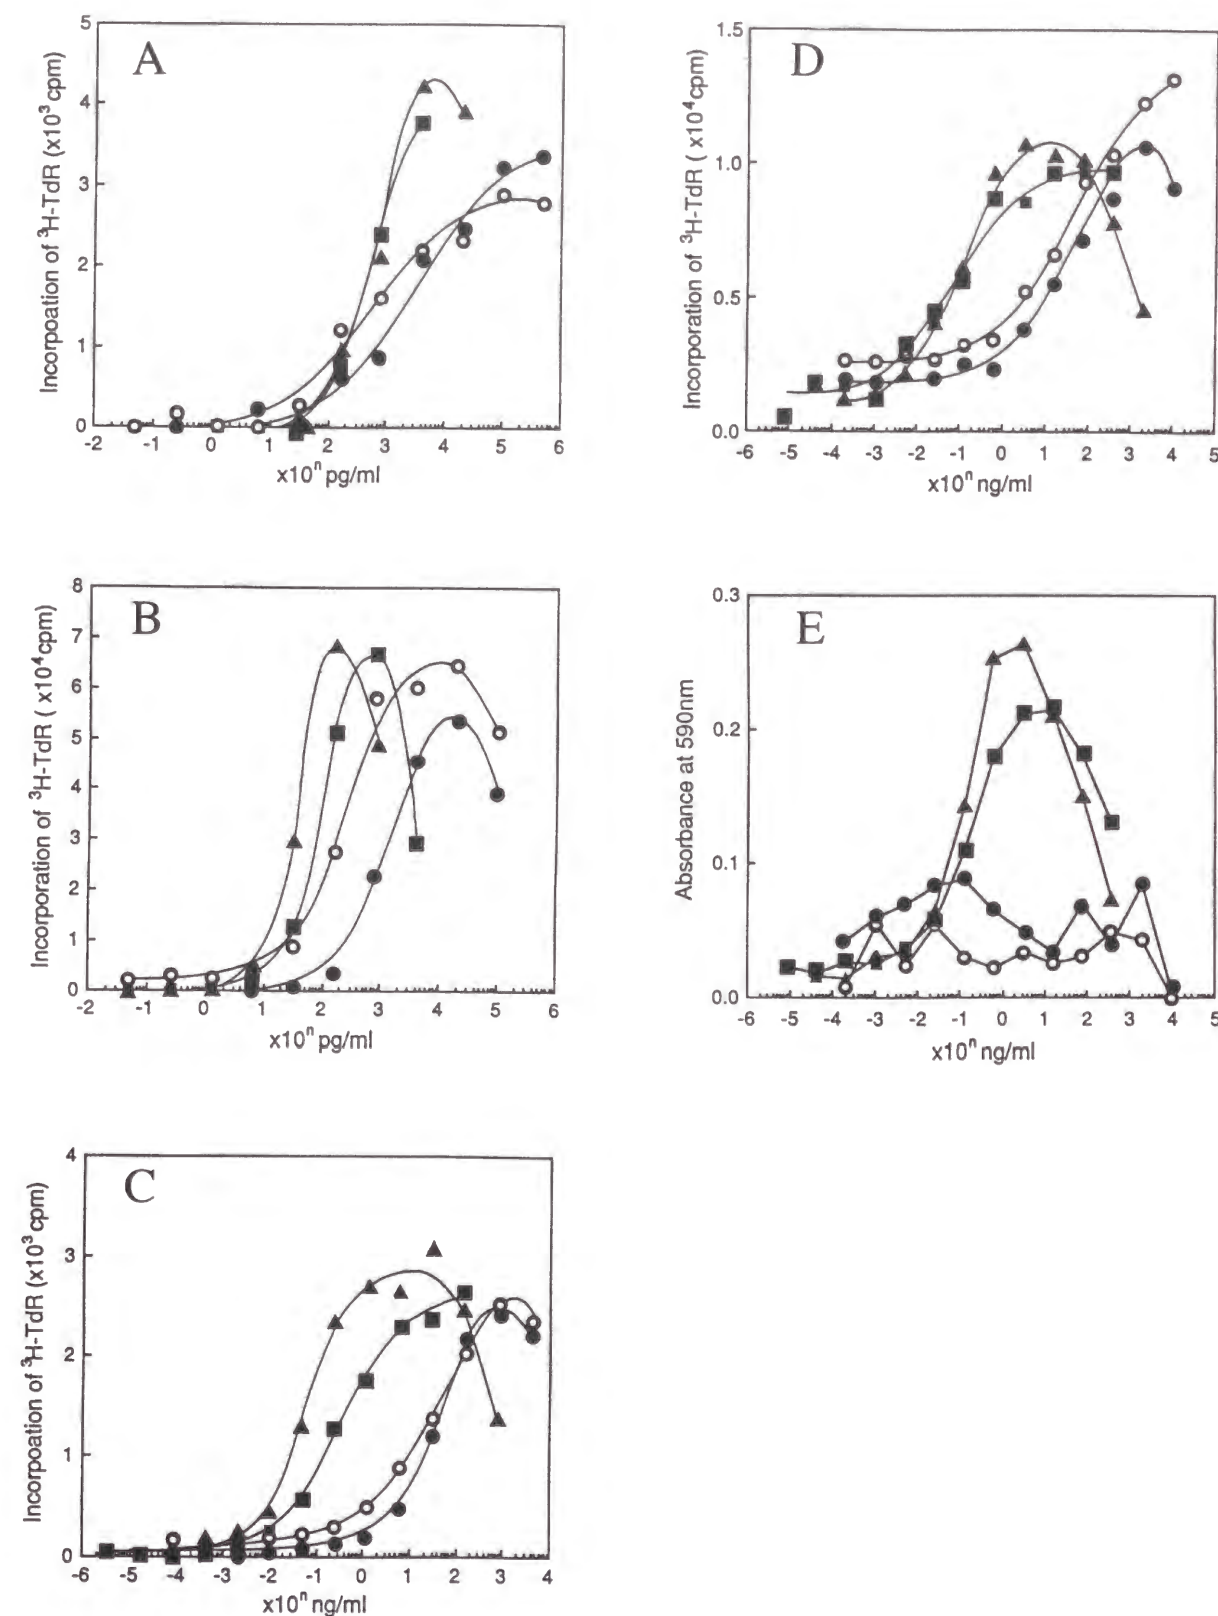 A
Incorpoation of ³H-TdR (x10³ cpm)
5
4
3
2
1
0
-2 -1 0 1 2 3 4 5 6
x10ⁿ pg/ml
D
Incorporation of ³H-TdR ( x10⁴cpm)
1.5
1.0
0.5
0.0
-6 -5 -4 -3 -2 -1 0 1 2 3 4 5
x10ⁿ ng/ml
B
Incorporation of ³H-TdR ( x10⁴cpm)
8
7
6
5
4
3
2
1
0
-2 -1 0 1 2 3 4 5 6
x10ⁿ pg/ml
E
Absorbance at 590nm
0.3
0.2
0.1
0.0
-6 -5 -4 -3 -2 -1 0 1 2 3 4 5
x10ⁿ ng/ml
C
Incorpoation of ³H-TdR (x10³ cpm)
4
3
2
1
0
-6 -5 -4 -3 -2 -1 0 1 2 3 4
x10ⁿ ng/ml